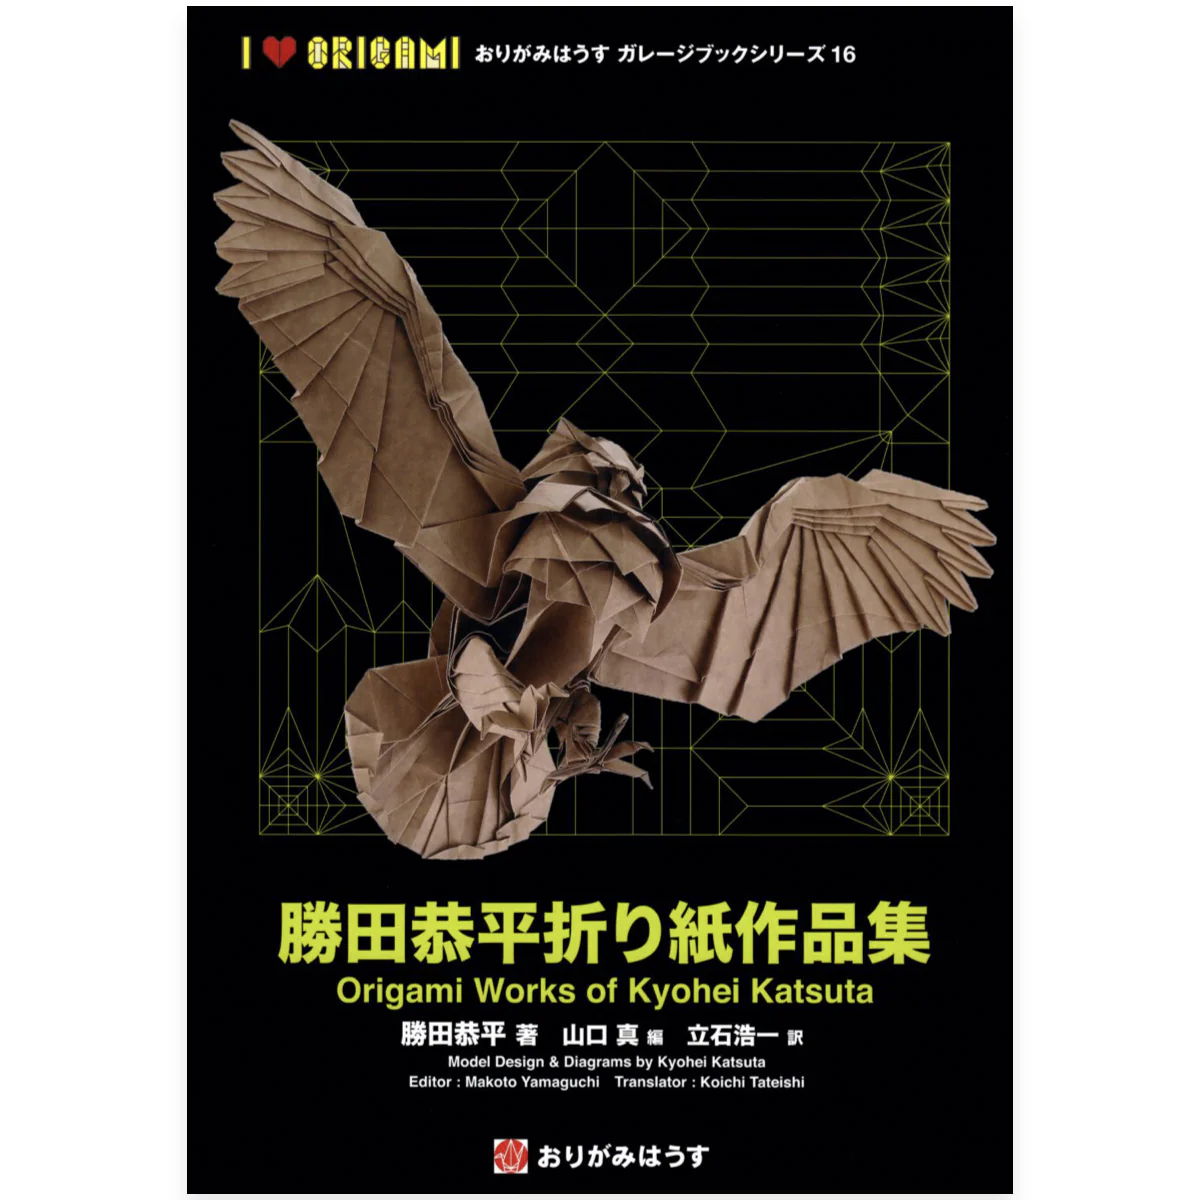 I ♥ ORIGAMI おりがみはうす ガレージブックシリーズ16
勝田恭平折り紙作品集
Origami Works of Kyohei Katsuta
勝田恭平 著 山口 真 編 立石浩一 訳
Model Design & Diagrams by Kyohei Katsuta
Editor : Makoto Yamaguchi Translator : Koichi Tateishi
おりがみはうす